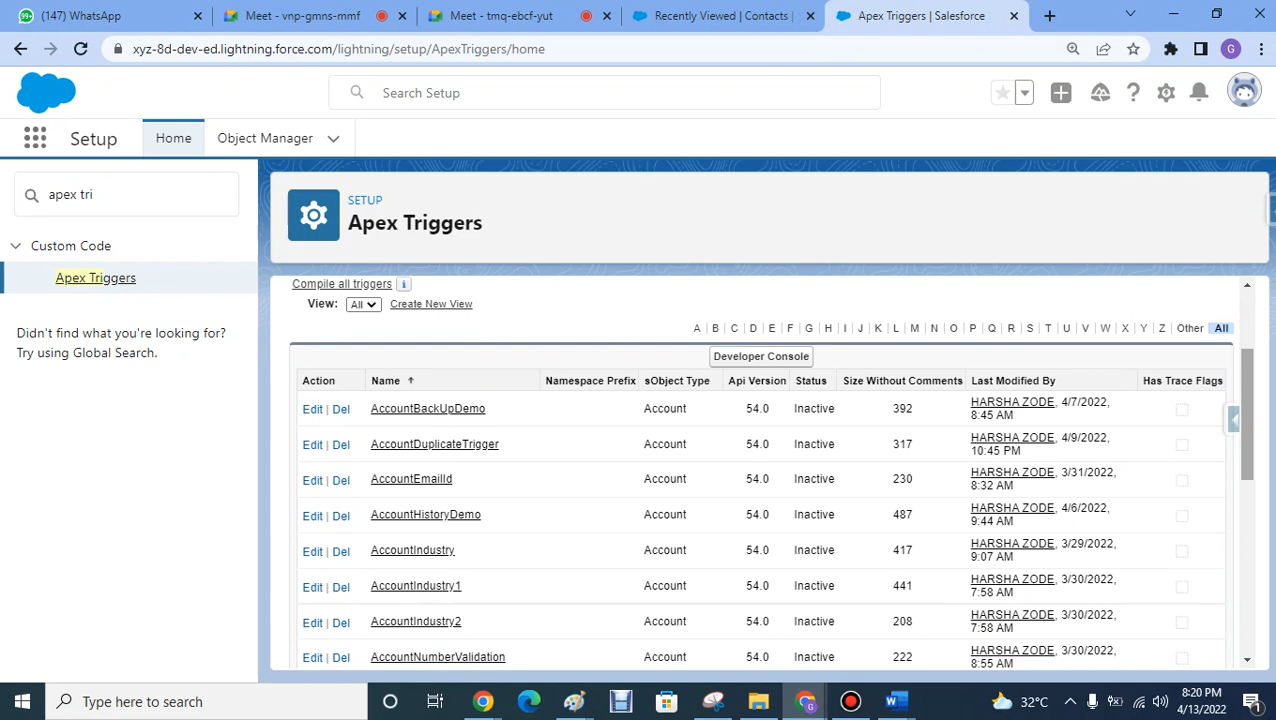 (147) WhatsApp
Meet - vnp-gmns-mmf
Meet - tmq-ebcf-yut
Recently Viewed | Contacts |
Apex Triggers | Salesforce
xyz-8d-dev-ed.lightning.force.com/lightning/setup/ApexTriggers/home
G
Search Setup
Setup
Home
Object Manager
apex tri
Custom Code
Apex Triggers
Didn't find what you're looking for?
Try using Global Search.
SETUP
Apex Triggers
Compile all triggers i
View: All Create New View
A | B | C | D | E | F | G | H | I | J | K | L | M | N | O | P | Q | R | S | T | U | V | W | X | Y | Z | Other | All
Developer Console
Action Name Namespace Prefix sObject Type Api Version Status Size Without Comments Last Modified By Has Trace Flags
Edit | Del AccountBackUpDemo Account 54.0 Inactive 392 HARSHA ZODE, 4/7/2022,
8:45 AM
Edit | Del AccountDuplicateTrigger Account 54.0 Inactive 317 HARSHA ZODE, 4/9/2022,
10:45 PM
Edit | Del AccountEmailId Account 54.0 Inactive 230 HARSHA ZODE, 3/31/2022,
8:32 AM
Edit | Del AccountHistoryDemo Account 54.0 Inactive 487 HARSHA ZODE, 4/6/2022,
9:44 AM
Edit | Del AccountIndustry Account 54.0 Inactive 417 HARSHA ZODE, 3/29/2022,
9:07 AM
Edit | Del AccountIndustry1 Account 54.0 Inactive 441 HARSHA ZODE, 3/30/2022,
7:58 AM
Edit | Del AccountIndustry2 Account 54.0 Inactive 208 HARSHA ZODE, 3/30/2022,
7:58 AM
Edit | Del AccountNumberValidation Account 54.0 Inactive 222 HARSHA ZODE, 3/30/2022,
8:55 AM
Type here to search
32°C
8:20 PM
4/13/2022